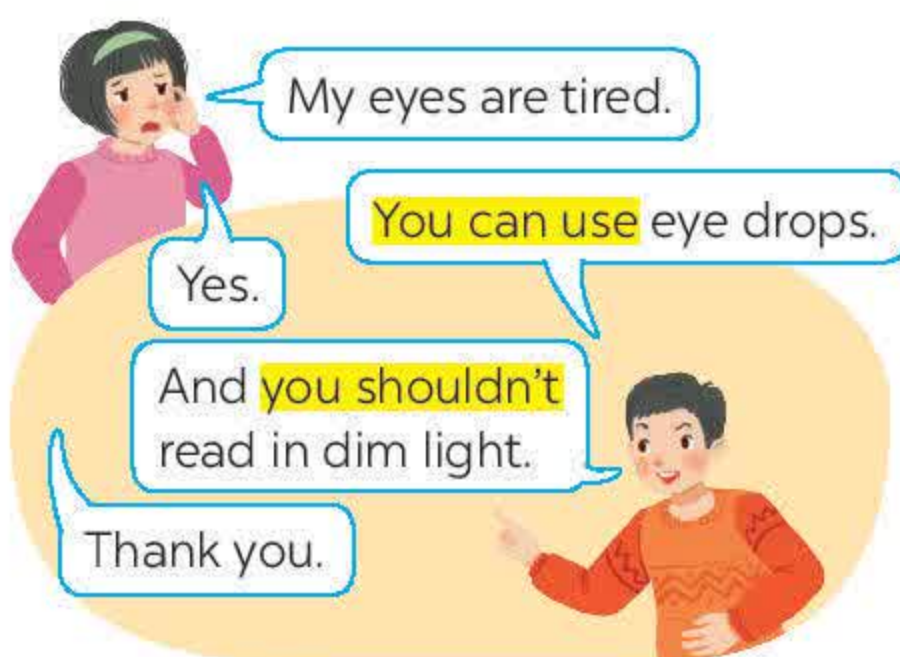 My eyes are tired.
You can use eye drops.
Yes.
And you shouldn't
read in dim light.
Thank you.